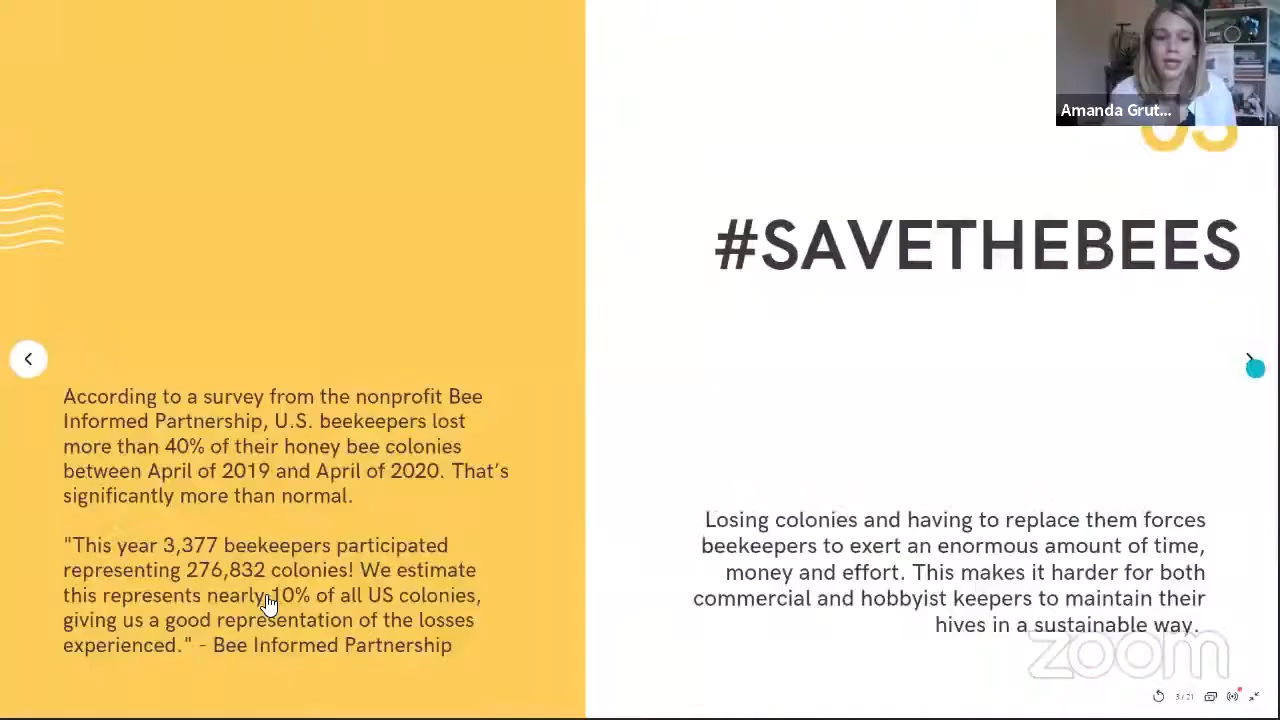 Amanda Grut...
03
#SAVETHEBEES
According to a survey from the nonprofit Bee
Informed Partnership, U.S. beekeepers lost
more than 40% of their honey bee colonies
between April of 2019 and April of 2020. That's
significantly more than normal.
"This year 3,377 beekeepers participated
representing 276,832 colonies! We estimate
this represents nearly 10% of all US colonies,
giving us a good representation of the losses
experienced." - Bee Informed Partnership
Losing colonies and having to replace them forces
beekeepers to exert an enormous amount of time,
money and effort. This makes it harder for both
commercial and hobbyist keepers to maintain their
hives in a sustainable way.
zoom
3 / 21